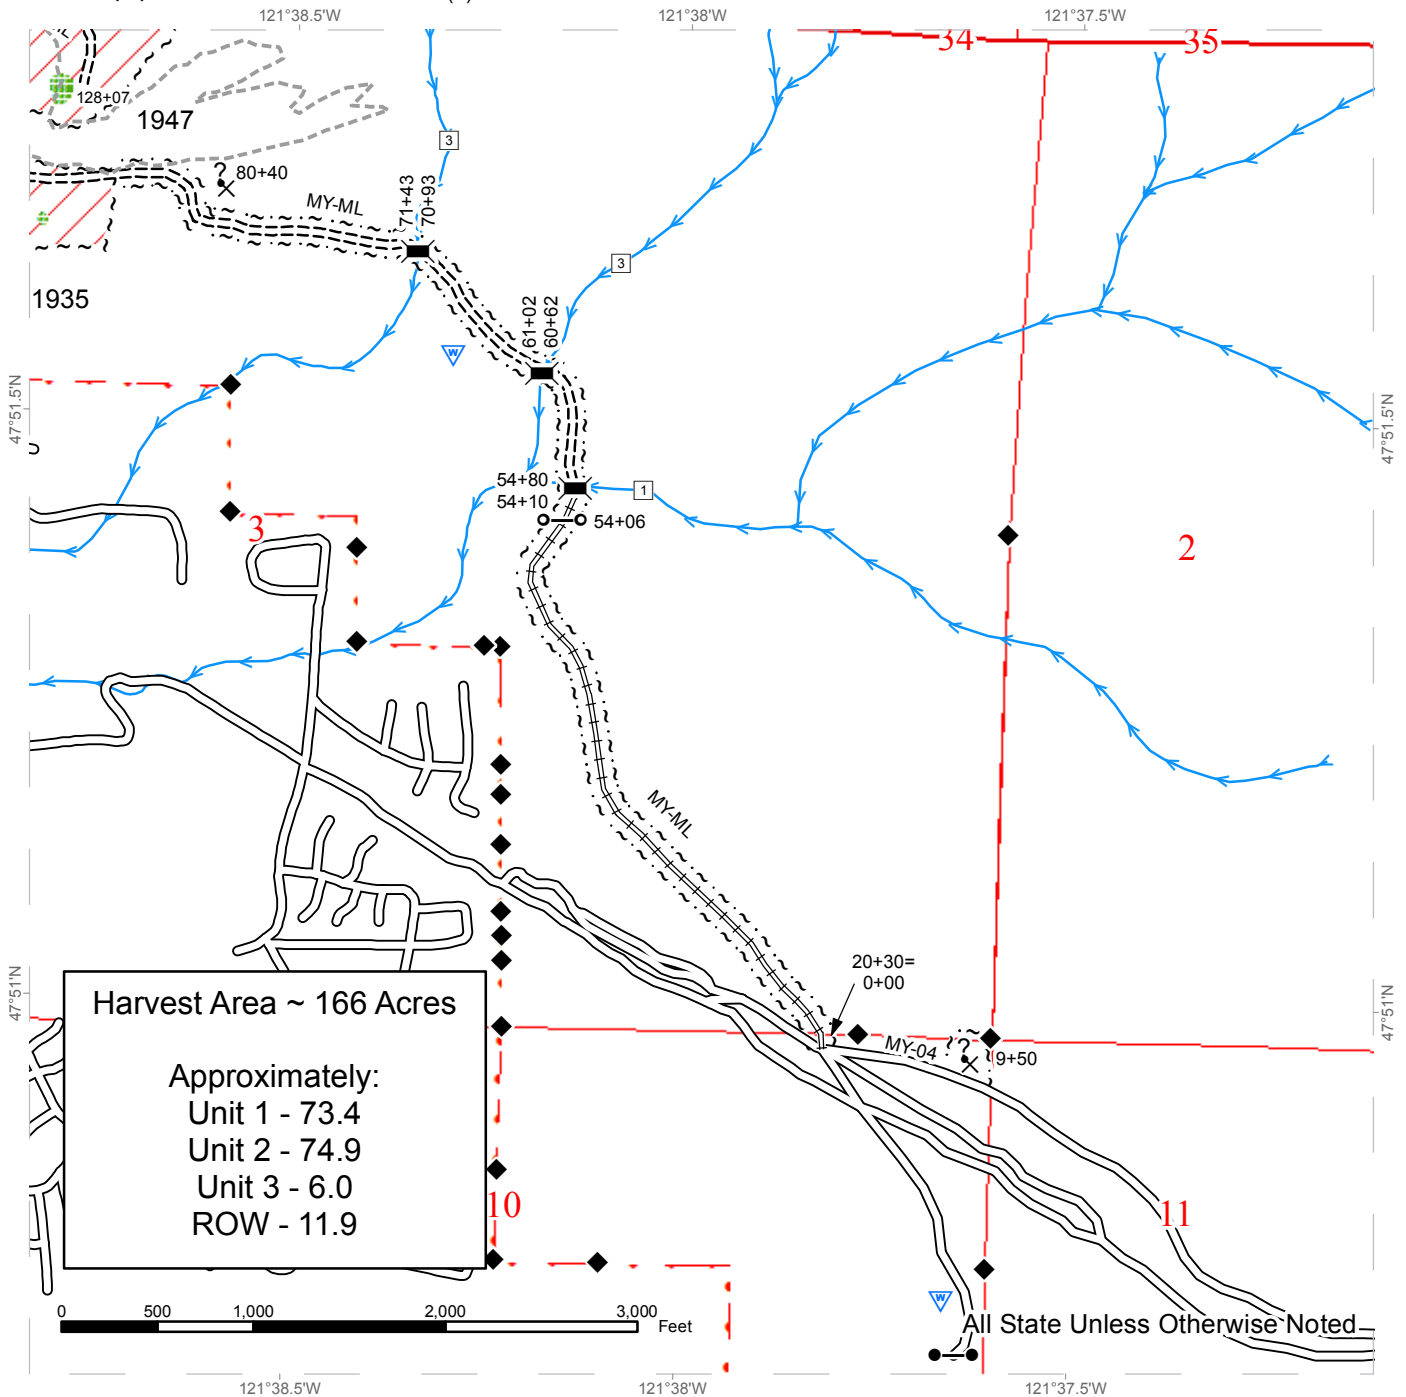 121°38.5'W
121°38'W
121°37.5'W
34
35
128+07
1947
3
80+40
MY-ML
71+43
70+93
3
1935
61+02
60+62
W
47°51.5'N
47°51.5'N
54+80
54+10
1
54+06
3
2
MY-ML
20+30=
0+00
47°51'N
47°51'N
MY-04
?
?
9+50
Harvest Area ~ 166 Acres
Approximately:
Unit 1 - 73.4
Unit 2 - 74.9
Unit 3 - 6.0
ROW - 11.9
10
11
W
0 500 1,000 2,000 3,000
Feet
All State Unless Otherwise Noted
121°38.5'W
121°38'W
121°37.5'W